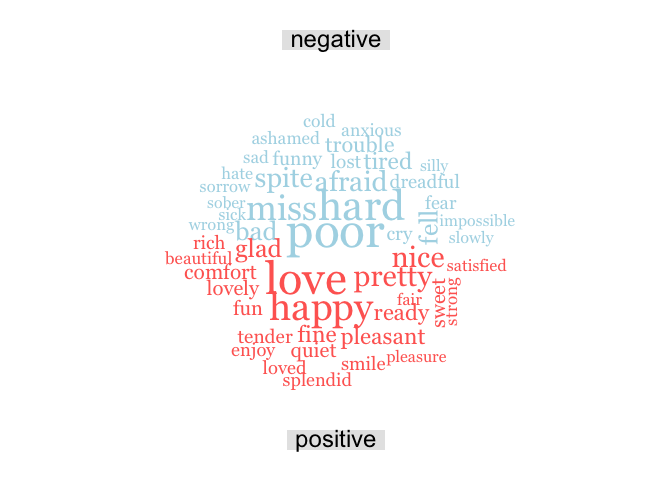 negative
cold
ashamed anxious
trouble
sad funny lost tired silly
hate spite afraid dreadful
sorrow
sober miss hard fear
sick
wrong bad poor cry fell impossible
slowly
rich glad nice
beautiful love pretty satisfied
comfort
lovely fair sweet strong
fun happy ready
tender fine pleasant
enjoy quiet pleasure
loved smile
splendid
positive